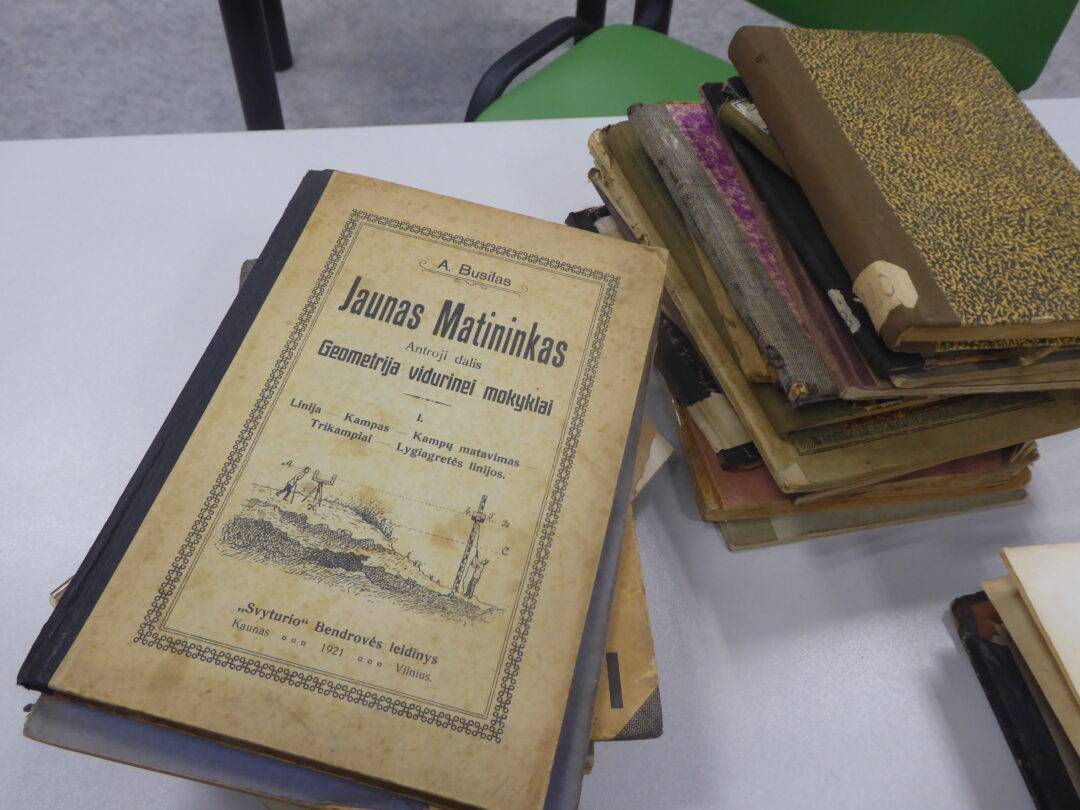 A. Busilas
Jaunas Matininkas
Antroji dalis
Geometrija vidurinei mokyklai
I.
Linija — Kampas — Kampų matavimas
Trikampiai — Lygiagretės linijos.
„Svyturio“ Bendrovės leidinys
Kaunas 1921 Vilnius.